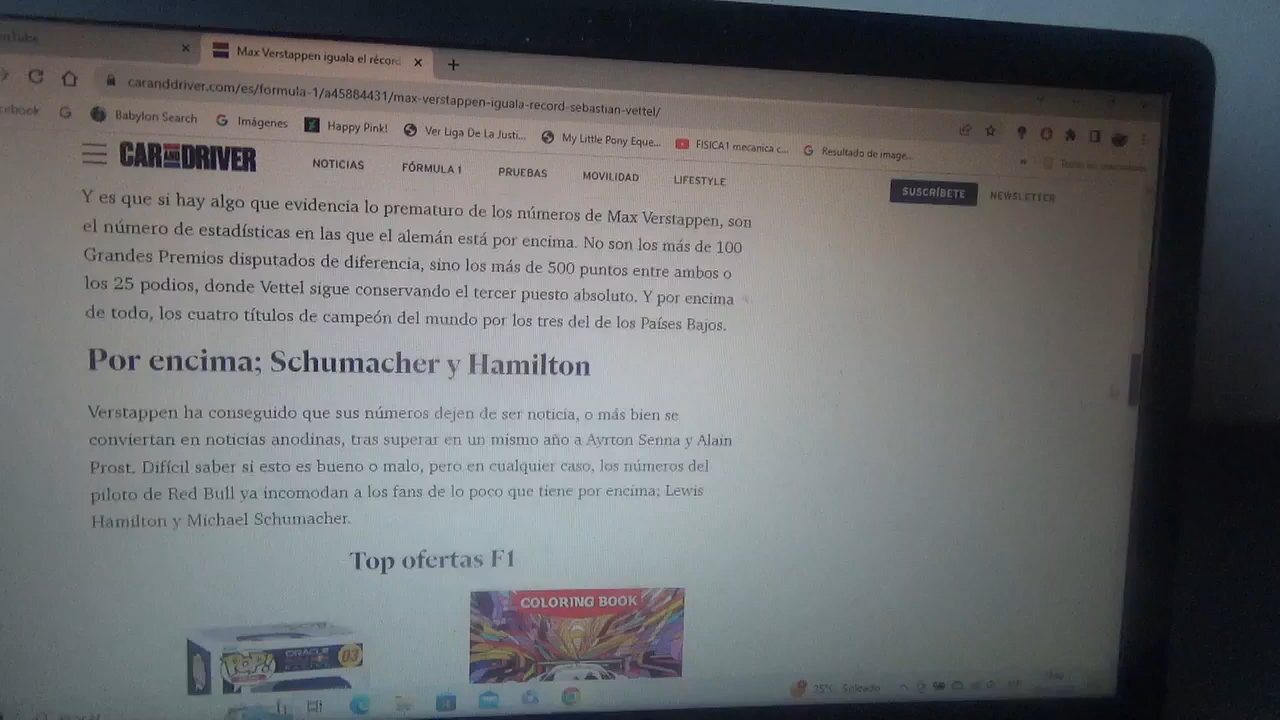 Max Verstappen iguala el récord
caranddriver.com/es/formula-1/a45884431/max-verstappen-iguala-record-sebastian-vettel/
Babylon Search
Imágenes
Happy Pink!
Ver Liga De La Justi...
My Little Pony Eque...
FISICA1 mecanica c...
Resultado de image...
CAR AND DRIVER
NOTICIAS
FÓRMULA 1
PRUEBAS
MOVILIDAD
LIFESTYLE
SUSCRÍBETE
NEWSLETTER
Y es que si hay algo que evidencia lo prematuro de los números de Max Verstappen, son
el número de estadísticas en las que el alemán está por encima. No son los más de 100
Grandes Premios disputados de diferencia, sino los más de 500 puntos entre ambos o
los 25 podios, donde Vettel sigue conservando el tercer puesto absoluto. Y por encima
de todo, los cuatro títulos de campeón del mundo por los tres del de los Países Bajos.
Por encima; Schumacher y Hamilton
Verstappen ha conseguido que sus números dejen de ser noticia, o más bien se
conviertan en noticias anodinas, tras superar en un mismo año a Ayrton Senna y Alain
Prost. Difícil saber si esto es bueno o malo, pero en cualquier caso, los números del
piloto de Red Bull ya incomodan a los fans de lo poco que tiene por encima; Lewis
Hamilton y Michael Schumacher.
Top ofertas F1
COLORING BOOK
POP!
ORACLE
03
25°C Soleado